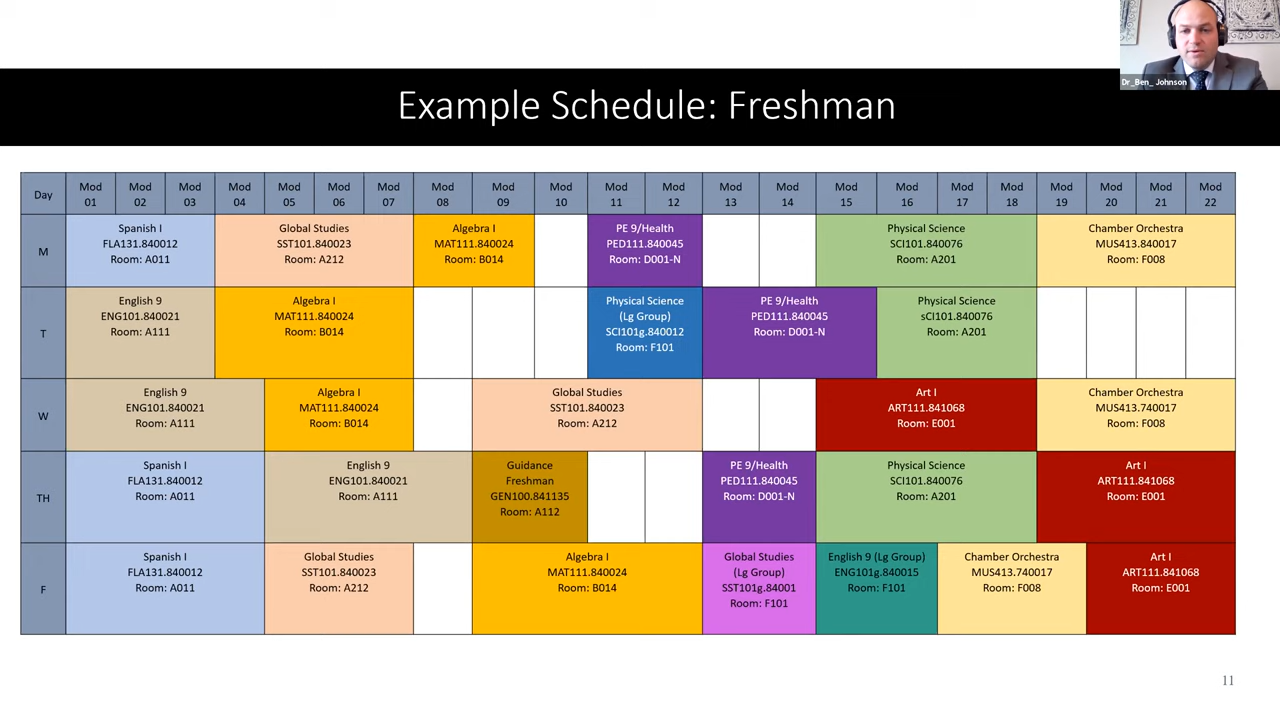 Dr_Ben_ Johnson
Example Schedule: Freshman
Day
Mod 01
Mod 02
Mod 03
Mod 04
Mod 05
Mod 06
Mod 07
Mod 08
Mod 09
Mod 10
Mod 11
Mod 12
Mod 13
Mod 14
Mod 15
Mod 16
Mod 17
Mod 18
Mod 19
Mod 20
Mod 21
Mod 22
M
Spanish I
FLA131.840012
Room: A011
Global Studies
SST101.840023
Room: A212
Algebra I
MAT111.840024
Room: B014
PE 9/Health
PED111.840045
Room: D001-N
Physical Science
SCI101.840076
Room: A201
Chamber Orchestra
MUS413.840017
Room: F008
T
English 9
ENG101.840021
Room: A111
Algebra I
MAT111.840024
Room: B014
Physical Science
(Lg Group)
SCI101g.840012
Room: F101
PE 9/Health
PED111.840045
Room: D001-N
Physical Science
sCI101.840076
Room: A201
W
English 9
ENG101.840021
Room: A111
Algebra I
MAT111.840024
Room: B014
Global Studies
SST101.840023
Room: A212
Art I
ART111.841068
Room: E001
Chamber Orchestra
MUS413.740017
Room: F008
TH
Spanish I
FLA131.840012
Room: A011
English 9
ENG101.840021
Room: A111
Guidance
Freshman
GEN100.841135
Room: A112
PE 9/Health
PED111.840045
Room: D001-N
Physical Science
SCI101.840076
Room: A201
Art I
ART111.841068
Room: E001
F
Spanish I
FLA131.840012
Room: A011
Global Studies
SST101.840023
Room: A212
Algebra I
MAT111.840024
Room: B014
Global Studies
(Lg Group)
SST101g.84001
Room: F101
English 9 (Lg Group)
ENG101g.840015
Room: F101
Chamber Orchestra
MUS413.740017
Room: F008
Art I
ART111.841068
Room: E001
11